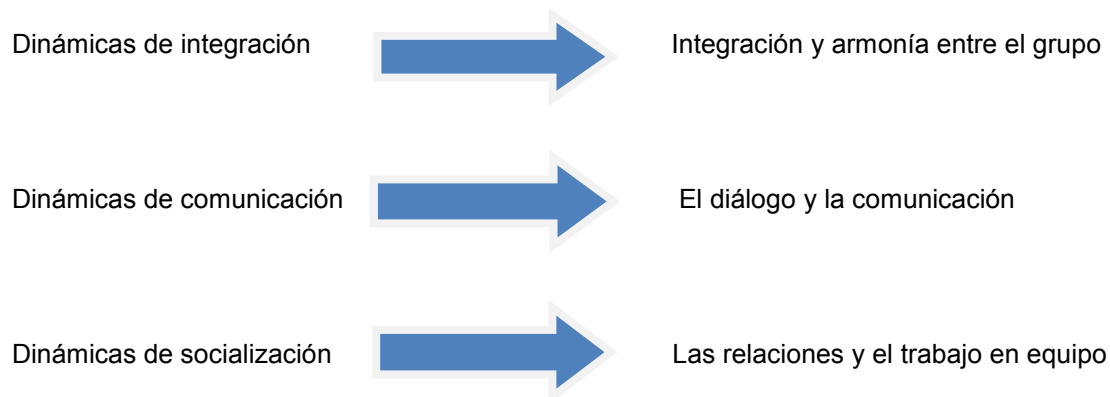 Dinámicas de integración
Integración y armonía entre el grupo
Dinámicas de comunicación
El diálogo y la comunicación
Dinámicas de socialización
Las relaciones y el trabajo en equipo